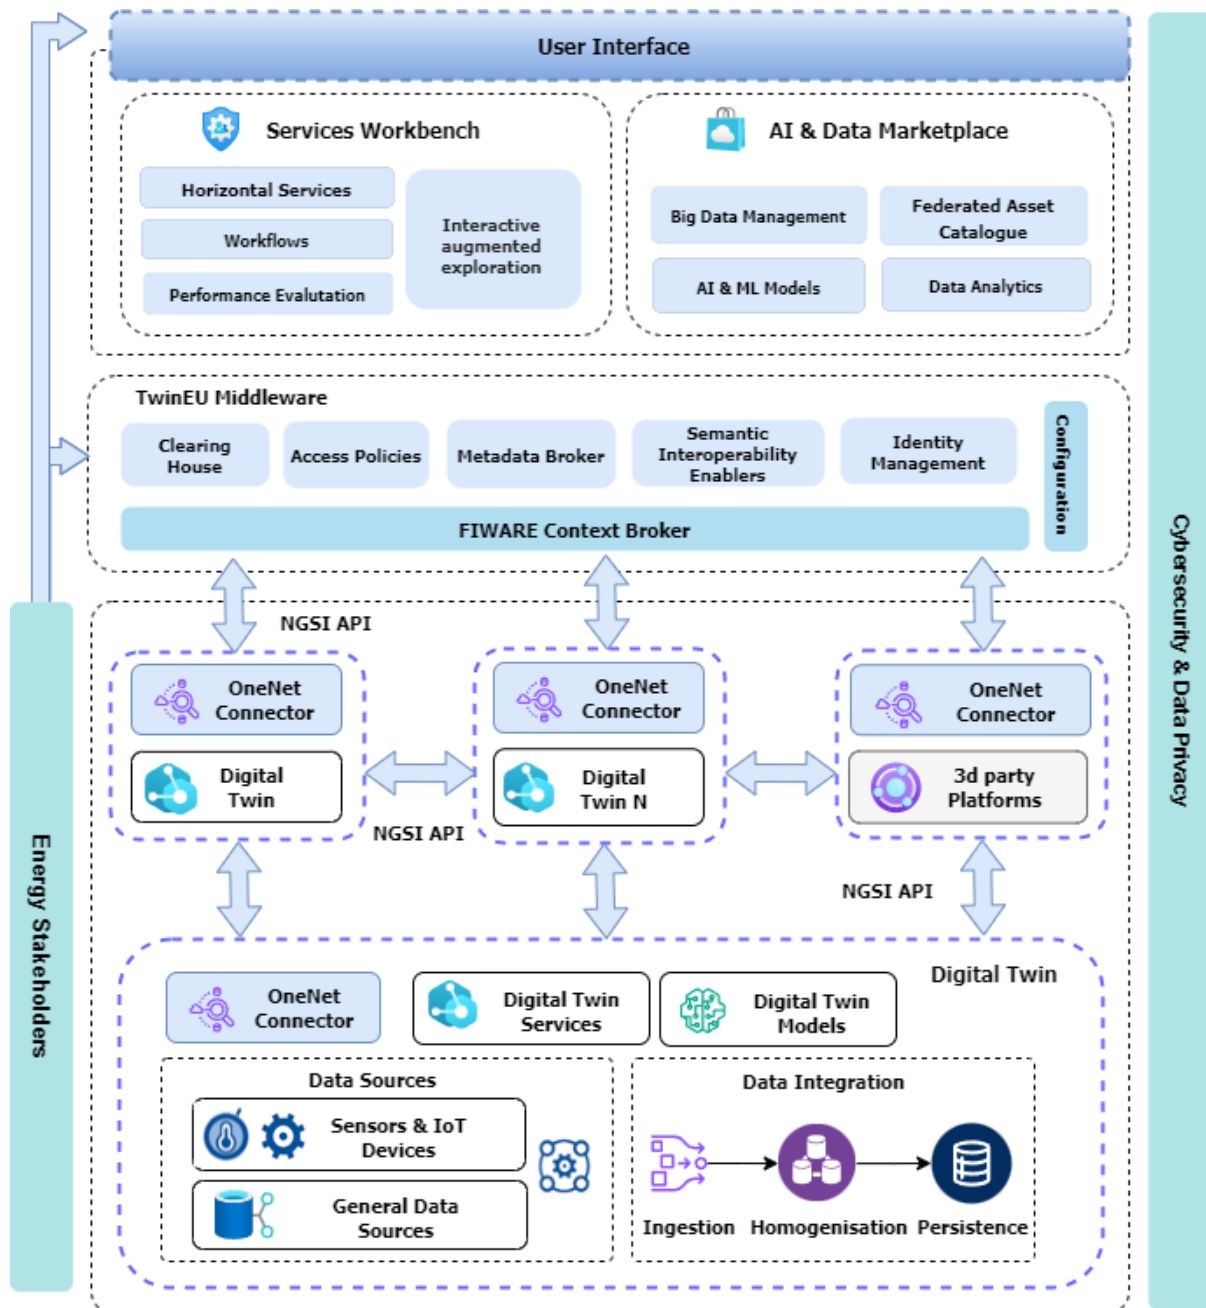 User Interface
Services Workbench
Horizontal Services
Workflows
Performance Evalutation
Interactive
augmented
exploration
AI & Data Marketplace
Big Data Management
Federated Asset
Catalogue
AI & ML Models
Data Analytics
TwinEU Middleware
Clearing
House
Access Policies
Metadata Broker
Semantic
Interoperability
Enablers
Identity
Management
Configuration
FIWARE Context Broker
Cybersecurity & Data Privacy
Energy Stakeholders
NGSI API
OneNet
Connector
Digital
Twin
OneNet
Connector
Digital
Twin N
OneNet
Connector
3d party
Platforms
NGSI API
NGSI API
Digital Twin
OneNet
Connector
Digital Twin
Services
Digital Twin
Models
Data Sources
Sensors & IoT
Devices
General Data
Sources
Data Integration
Ingestion
Homogenisation
Persistence